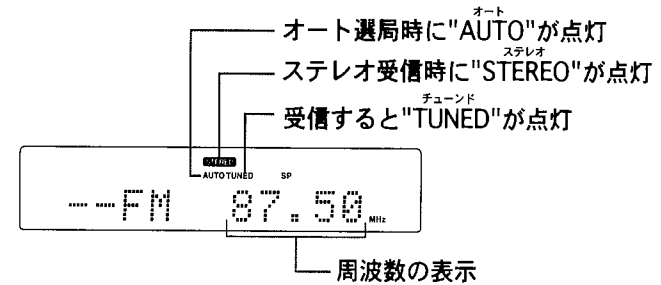 オート
オート選局時に"AUTO"が点灯
ステレオ
ステレオ受信時に"STEREO"が点灯
チューンド
受信すると"TUNED"が点灯
STEREO
AUTO TUNED SP
--FM 87.50 MHz
周波数の表示